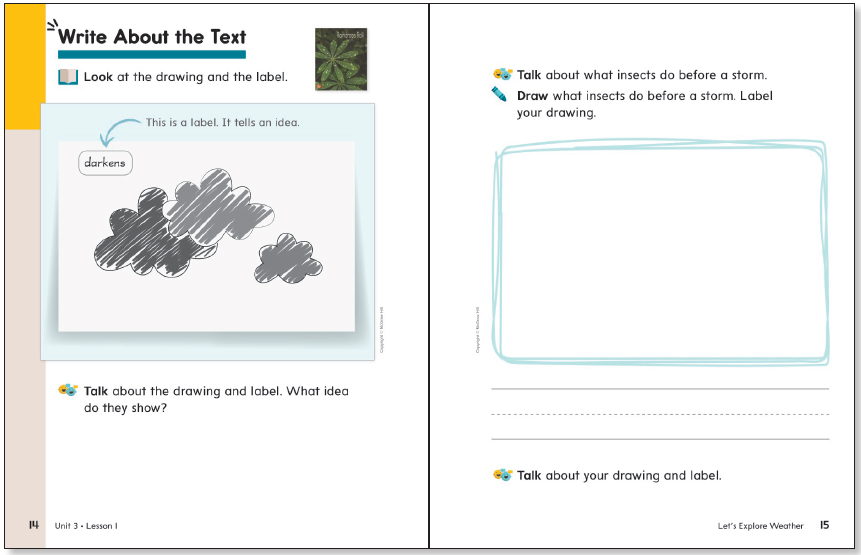 Write About the Text
Raindrops Roll
Look at the drawing and the label.
This is a label. It tells an idea.
darkens
Copyright © McGraw Hill
Talk about the drawing and label. What idea
do they show?
14 Unit 3 • Lesson 1
Talk about what insects do before a storm.
Draw what insects do before a storm. Label
your drawing.
Copyright © McGraw Hill
Talk about your drawing and label.
Let's Explore Weather 15